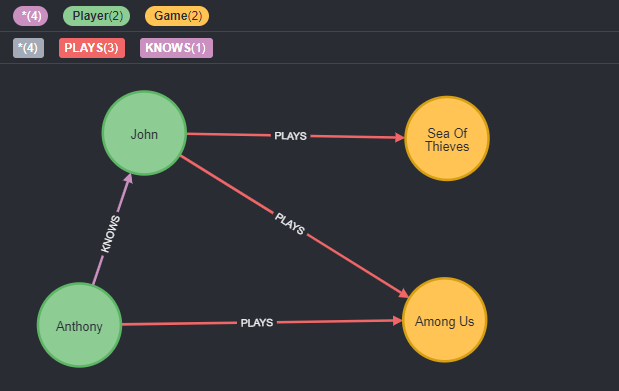 *(4) Player(2) Game(2)
*(4) PLAYS(3) KNOWS(1)
John
PLAYS
Sea Of
Thieves
PLAYS
KNOWS
Anthony
PLAYS
Among Us